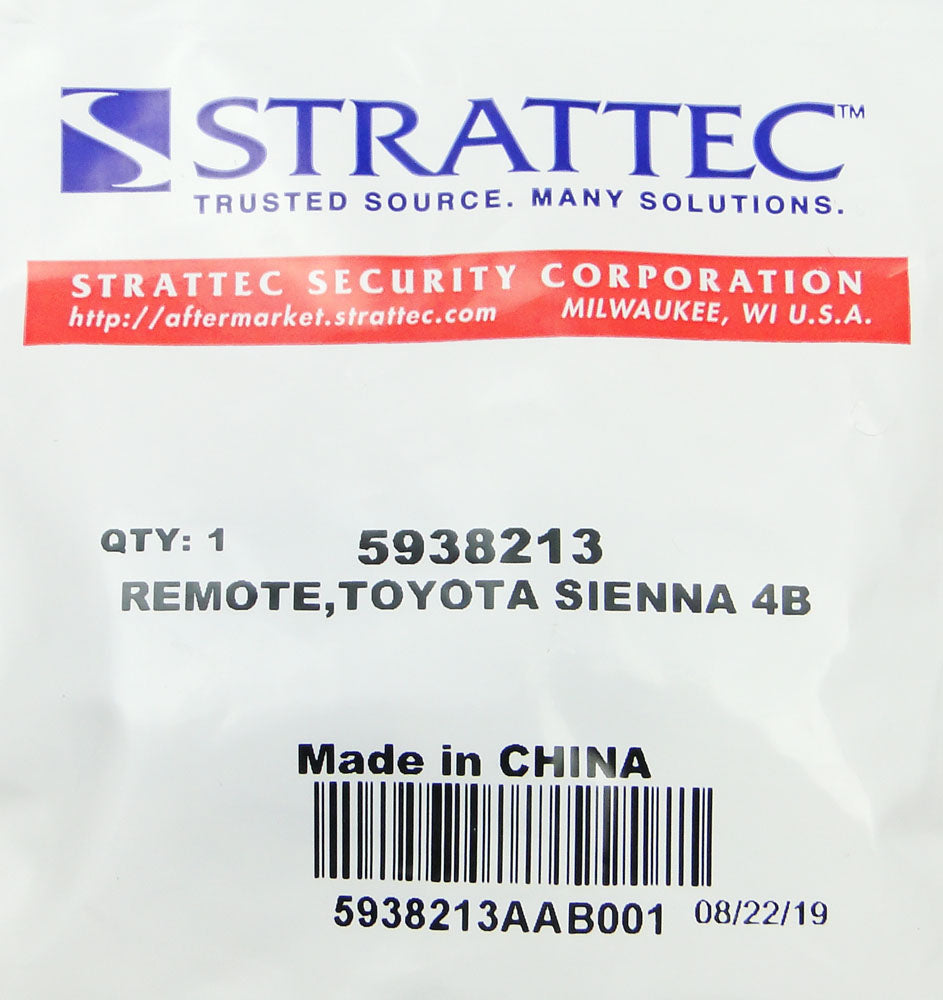 STRATTEC™
TRUSTED SOURCE. MANY SOLUTIONS.
STRATTEC SECURITY CORPORATION
http://aftermarket.strattec.com MILWAUKEE, WI U.S.A.
QTY: 1 5938213
REMOTE,TOYOTA SIENNA 4B
Made in CHINA
5938213AAB001 08/22/19